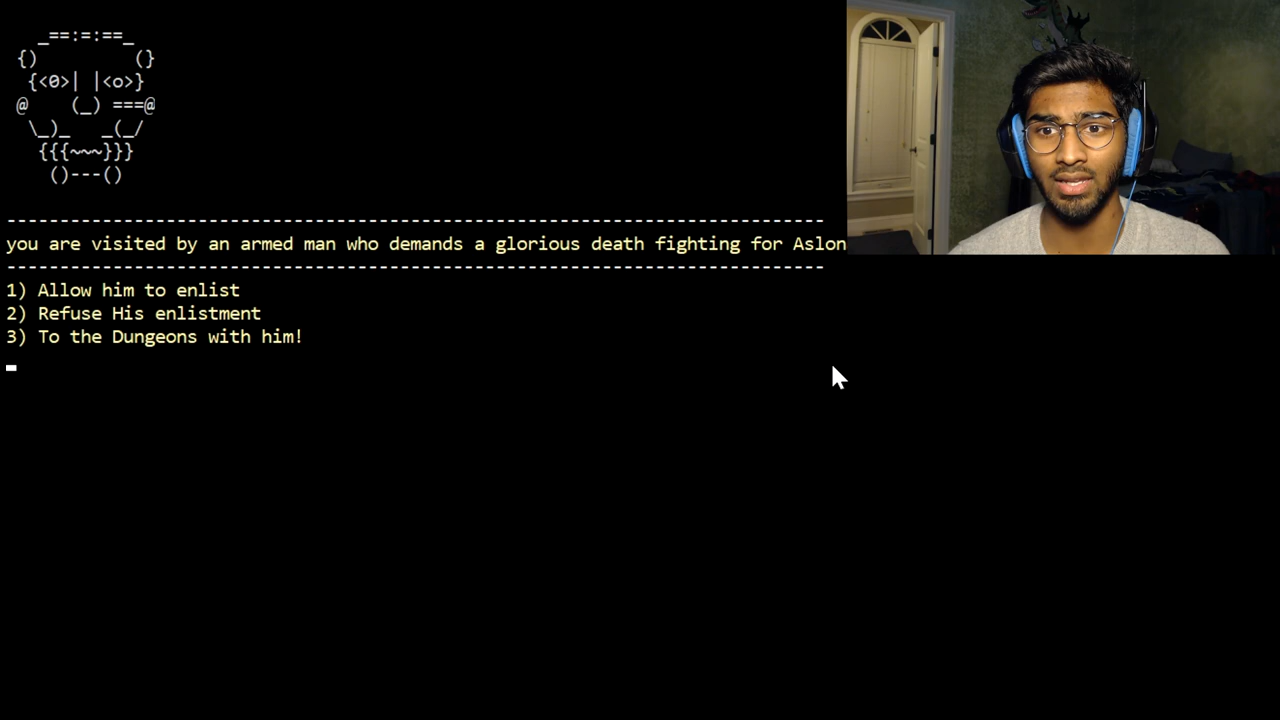 _==:=:==_
{)          (}
{<0>| |<o>}
@    (_) ===@
\_)_   _(_/
{{{~~~}}}
()---()
-----------------------------------------------------------------------------
you are visited by an armed man who demands a glorious death fighting for Aslon
-----------------------------------------------------------------------------
1) Allow him to enlist
2) Refuse His enlistment
3) To the Dungeons with him!